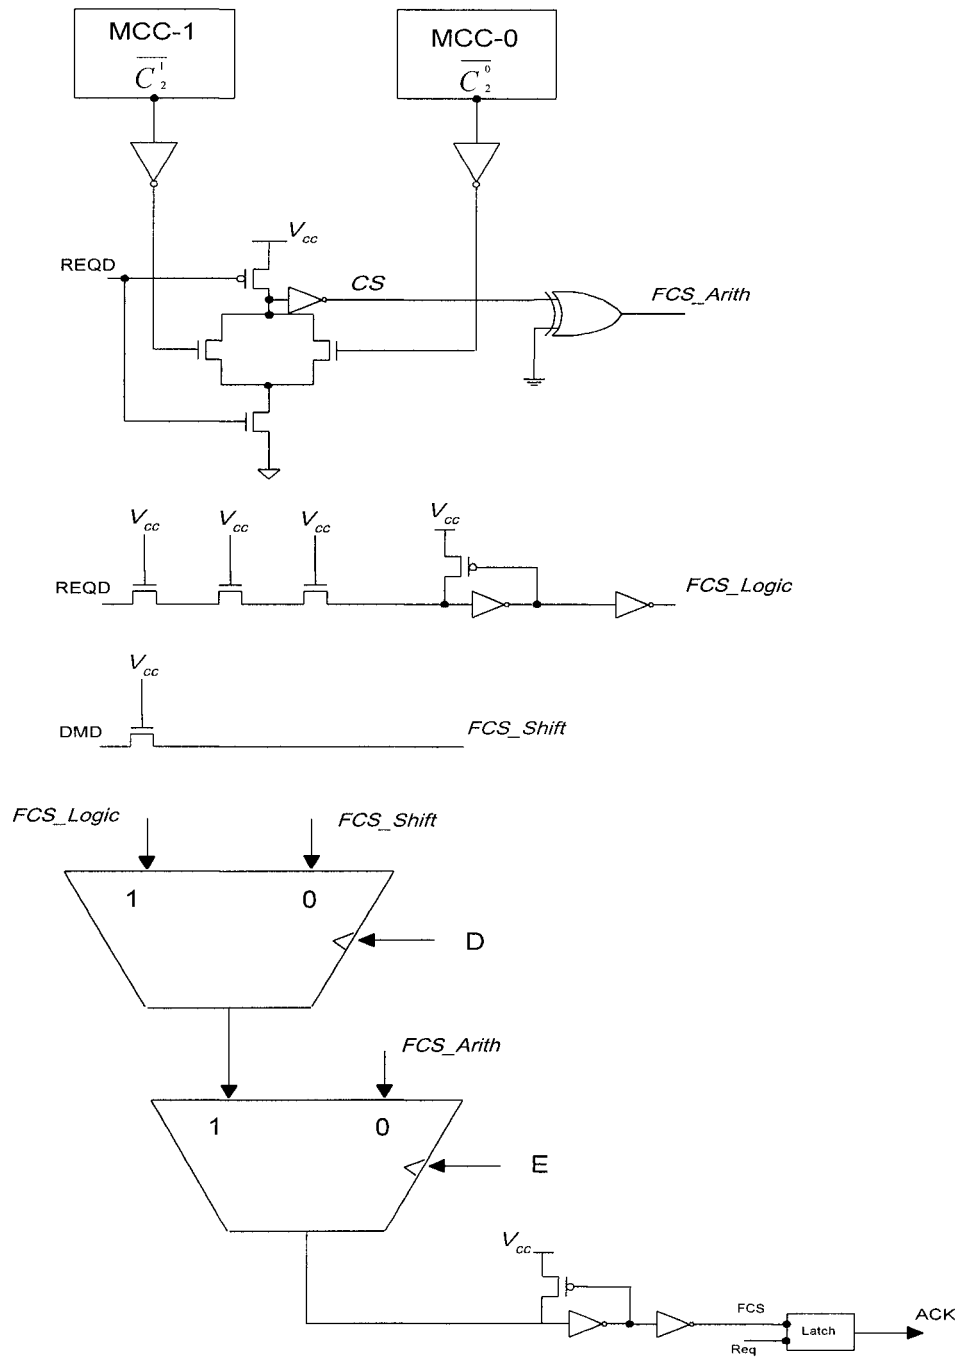 MCC-1
MCC-0
C̅₂¹
C̅₂⁰
Vcc
REQD
CS
FCS_Arith
Vcc
Vcc
Vcc
Vcc
REQD
FCS_Logic
Vcc
DMD
FCS_Shift
FCS_Logic
FCS_Shift
1
0
D
FCS_Arith
1
0
E
Vcc
FCS
ACK
Latch
Req